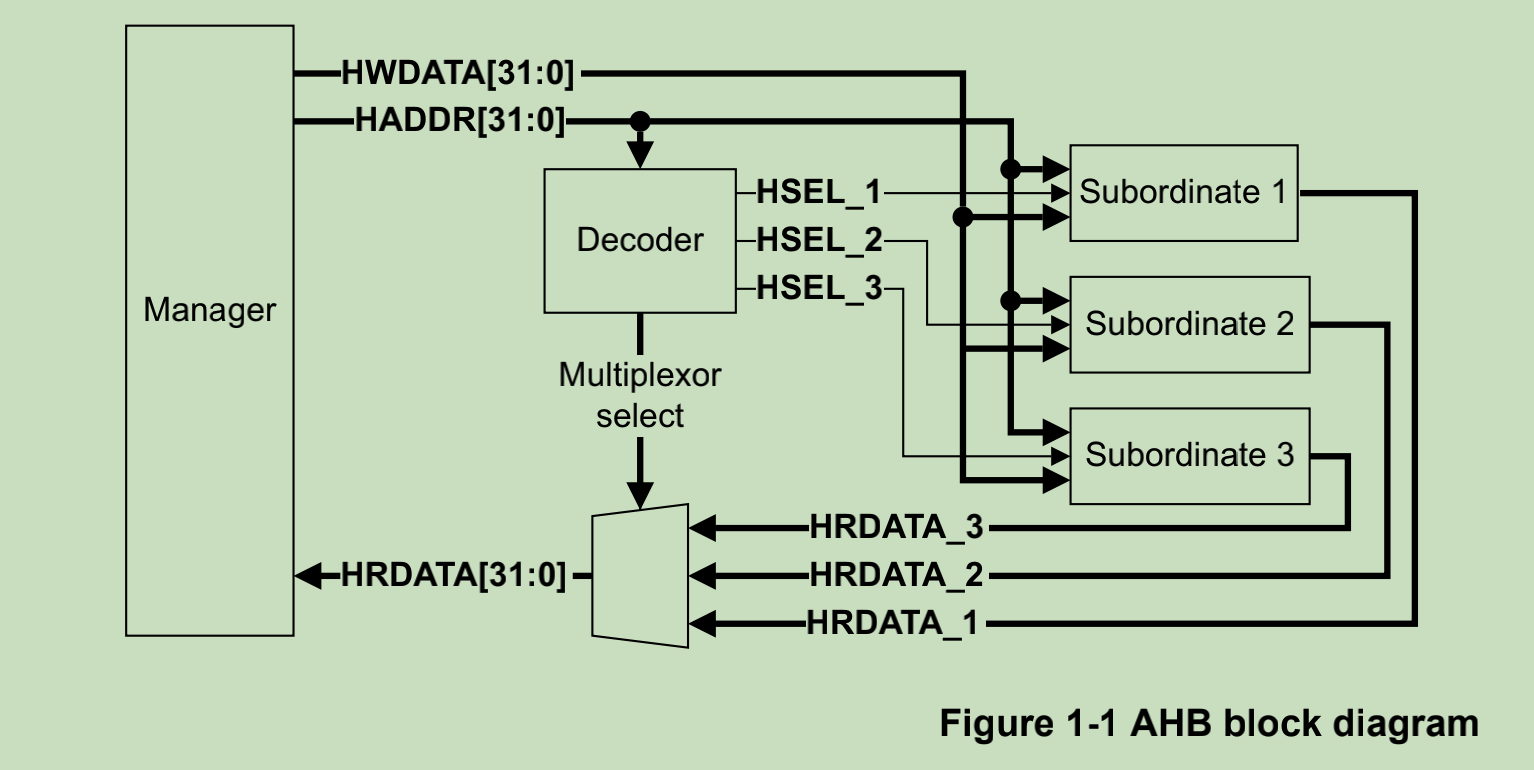 HWDATA[31:0]
HADDR[31:0]
Manager
Decoder
HSEL_1
HSEL_2
HSEL_3
Subordinate 1
Subordinate 2
Subordinate 3
Multiplexor
select
HRDATA_3
HRDATA_2
HRDATA_1
HRDATA[31:0]
Figure 1-1 AHB block diagram